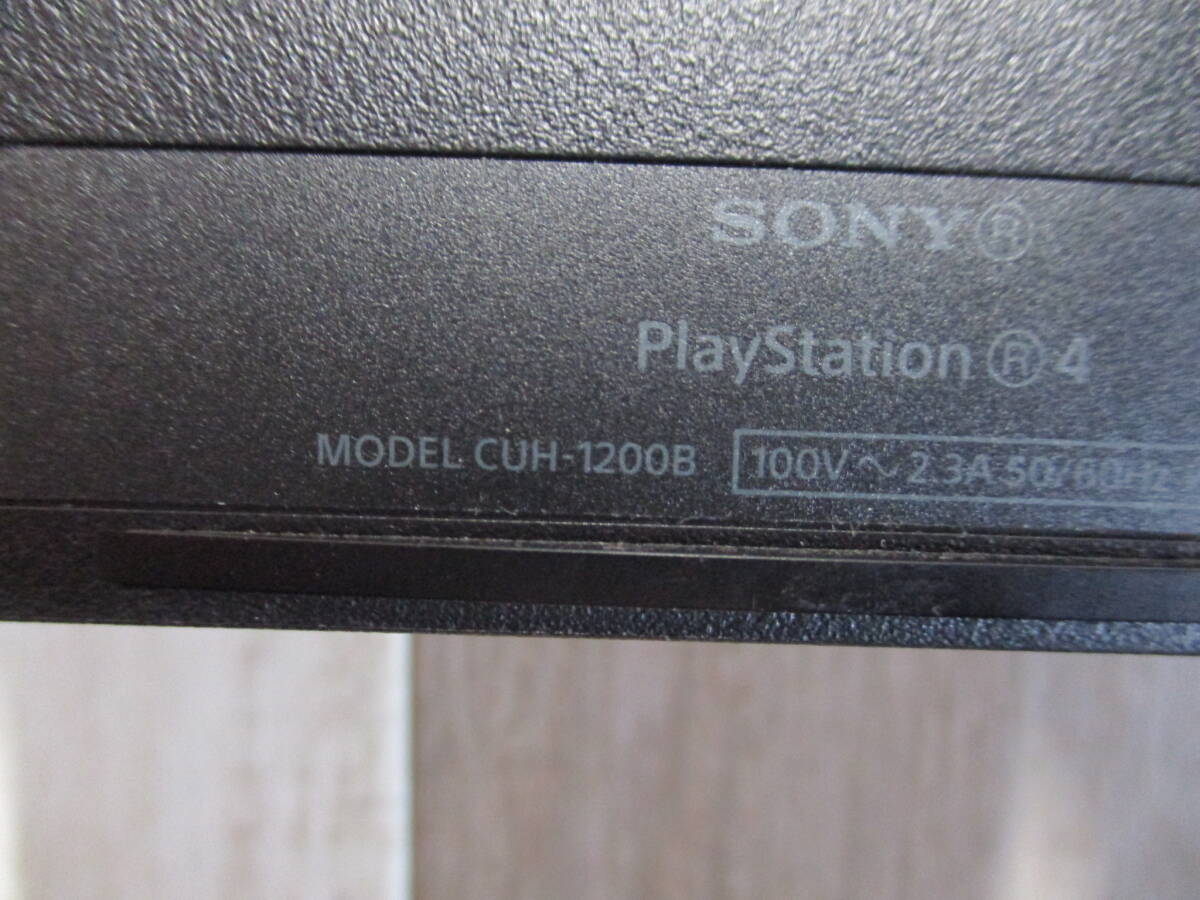 SONY®
PlayStation®4
MODEL CUH-1200B 100V ~ 2.3A 50/60Hz